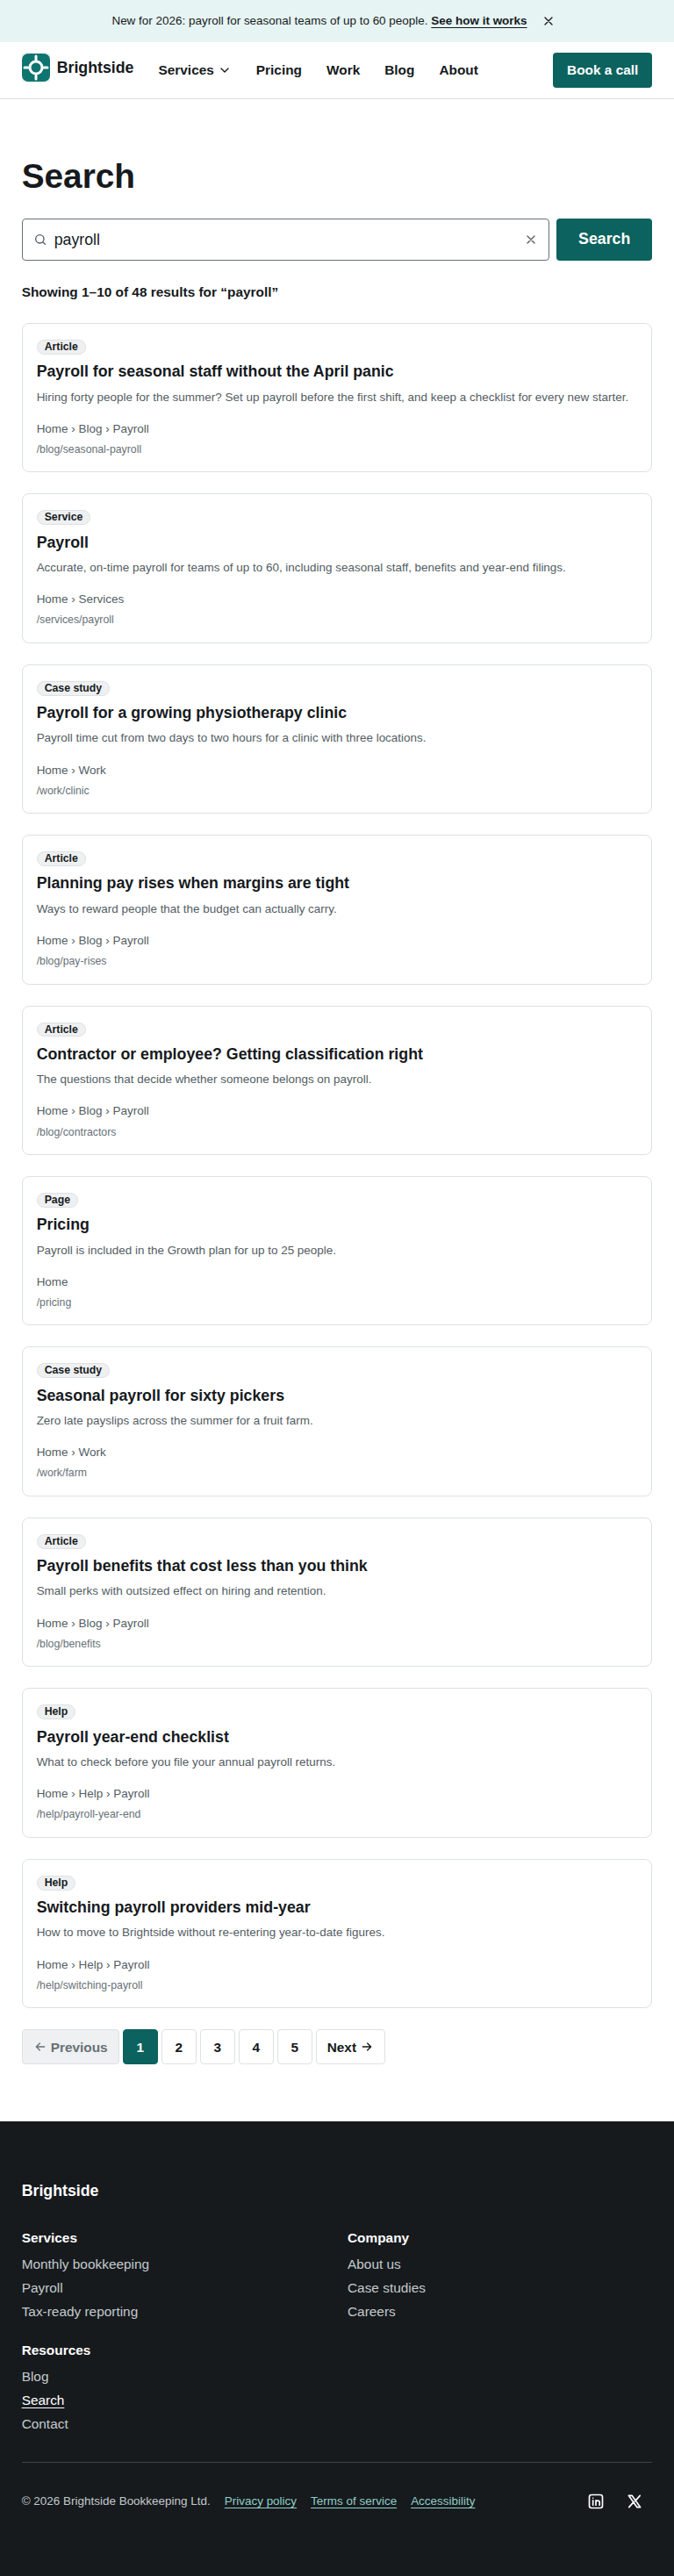 New for 2026: payroll for seasonal teams of up to 60 people. See how it works
Brightside
Services
Pricing
Work
Blog
About
Book a call
Search
payroll
Search
Showing 1–10 of 48 results for “payroll”
Article
Payroll for seasonal staff without the April panic
Hiring forty people for the summer? Set up payroll before the first shift, and keep a checklist for every new starter.
Home › Blog › Payroll
/blog/seasonal-payroll
Service
Payroll
Accurate, on-time payroll for teams of up to 60, including seasonal staff, benefits and year-end filings.
Home › Services
/services/payroll
Case study
Payroll for a growing physiotherapy clinic
Payroll time cut from two days to two hours for a clinic with three locations.
Home › Work
/work/clinic
Article
Planning pay rises when margins are tight
Ways to reward people that the budget can actually carry.
Home › Blog › Payroll
/blog/pay-rises
Article
Contractor or employee? Getting classification right
The questions that decide whether someone belongs on payroll.
Home › Blog › Payroll
/blog/contractors
Page
Pricing
Payroll is included in the Growth plan for up to 25 people.
Home
/pricing
Case study
Seasonal payroll for sixty pickers
Zero late payslips across the summer for a fruit farm.
Home › Work
/work/farm
Article
Payroll benefits that cost less than you think
Small perks with outsized effect on hiring and retention.
Home › Blog › Payroll
/blog/benefits
Help
Payroll year-end checklist
What to check before you file your annual payroll returns.
Home › Help › Payroll
/help/payroll-year-end
Help
Switching payroll providers mid-year
How to move to Brightside without re-entering year-to-date figures.
Home › Help › Payroll
/help/switching-payroll
Previous
1
2
3
4
5
Next
Brightside
Services
Monthly bookkeeping
Payroll
Tax-ready reporting
Company
About us
Case studies
Careers
Resources
Blog
Search
Contact
© 2026 Brightside Bookkeeping Ltd.
Privacy policy
Terms of service
Accessibility